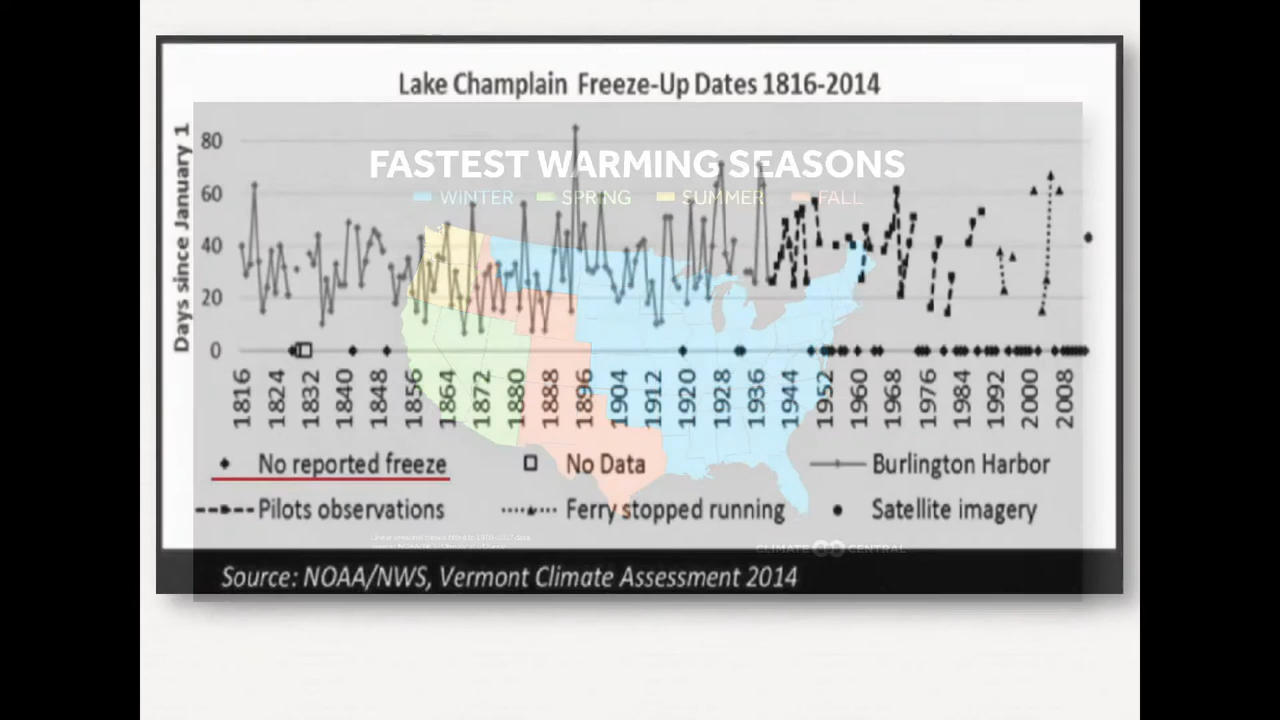 Lake Champlain Freeze-Up Dates 1816-2014
FASTEST WARMING SEASONS
WINTER SPRING SUMMER FALL
Days since January 1
80
60
40
20
0
1816 1824 1832 1840 1848 1856 1864 1872 1880 1888 1896 1904 1912 1920 1928 1936 1944 1952 1960 1968 1976 1984 1992 2000 2008
No reported freeze No Data Burlington Harbor
Pilots observations Ferry stopped running Satellite imagery
CLIMATE CENTRAL
Source: NOAA/NWS, Vermont Climate Assessment 2014